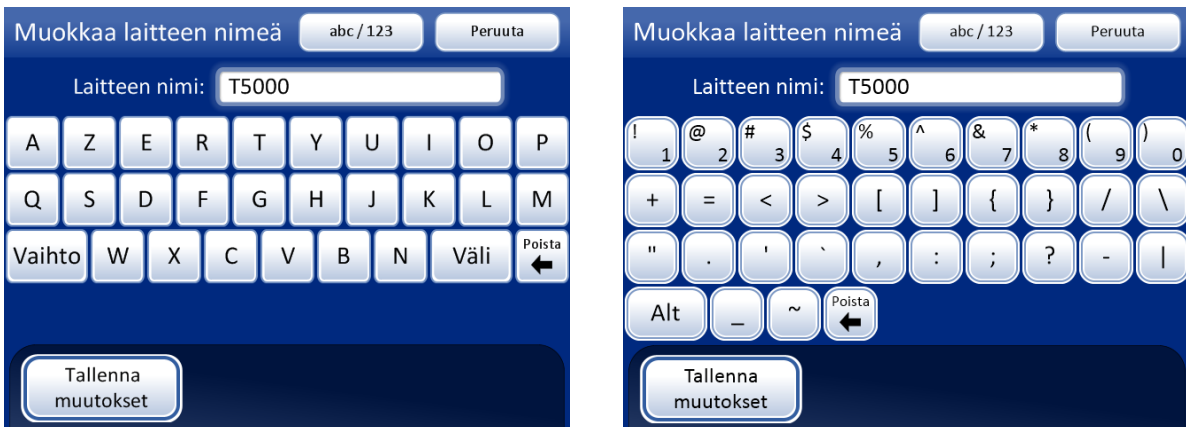 Muokkaa laitteen nimeä abc / 123 Peruuta
Laitteen nimi: T5000
A Z E R T Y U I O P
Q S D F G H J K L M
Vaihto W X C V B N Väli Poista
Tallenna
muutokset
Muokkaa laitteen nimeä abc / 123 Peruuta
Laitteen nimi: T5000
! 1 @ 2 # 3 $ 4 % 5 ^ 6 & 7 * 8 ( 9 ) 0
+ = < > [ ] { } / \
" . ' ` , : ; ? - |
Alt _ ~ Poista
Tallenna
muutokset